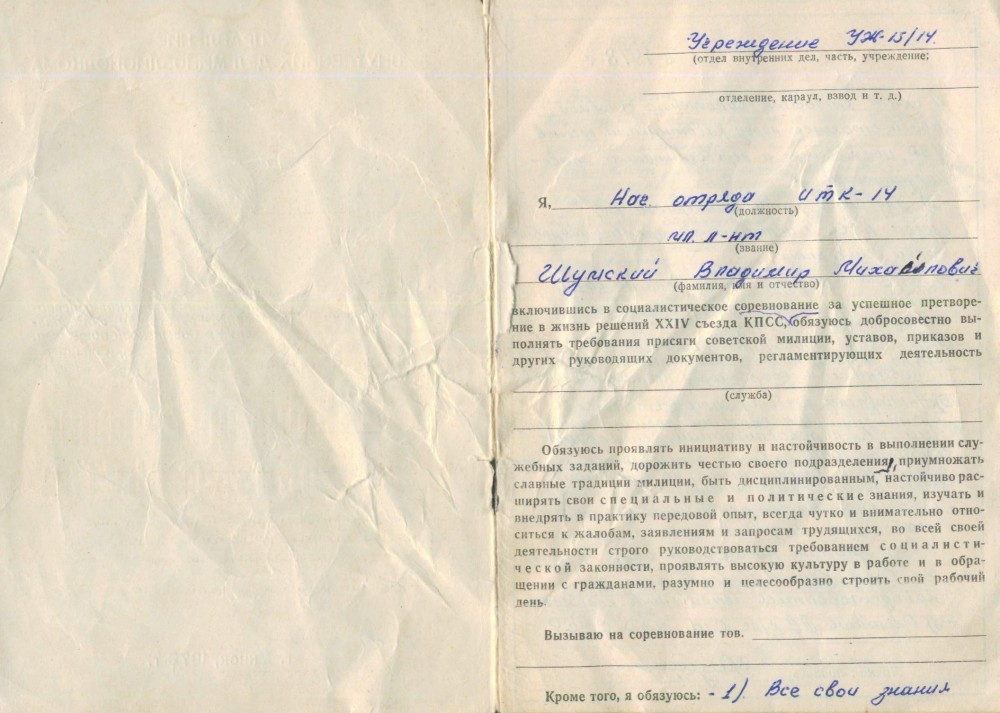 Учреждение УЖ-15/14.
(отдел внутренних дел, часть, учреждение;
отделение, караул, взвод и т. д.)
Я, Нач. отряда ИТК-14
(должность)
мл. л-нт
(звание)
Шумский Владимир Михайлович
(фамилия, имя и отчество)
включившись в социалистическое соревнование за успешное претворе-
ние в жизнь решений XXIV съезда КПСС, обязуюсь добросовестно вы-
полнять требования присяги советской милиции, уставов, приказов и
других руководящих документов, регламентирующих деятельность
(служба)
Обязуюсь проявлять инициативу и настойчивость в выполнении слу-
жебных заданий, дорожить честью своего подразделения, приумножать
славные традиции милиции, быть дисциплинированным, настойчиво рас-
ширять свои специальные и политические знания, изучать и
внедрять в практику передовой опыт, всегда чутко и внимательно отно-
ситься к жалобам, заявлениям и запросам трудящихся, во всей своей
деятельности строго руководствоваться требованием социалисти-
ческой законности, проявлять высокую культуру в работе и в обра-
щении с гражданами, разумно и целесообразно строить свой рабочий
день.
Вызываю на соревнование тов.
Кроме того, я обязуюсь: - 1). Все свои знания